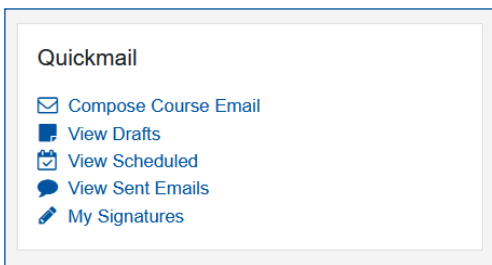 Quickmail
Compose Course Email
View Drafts
View Scheduled
View Sent Emails
My Signatures